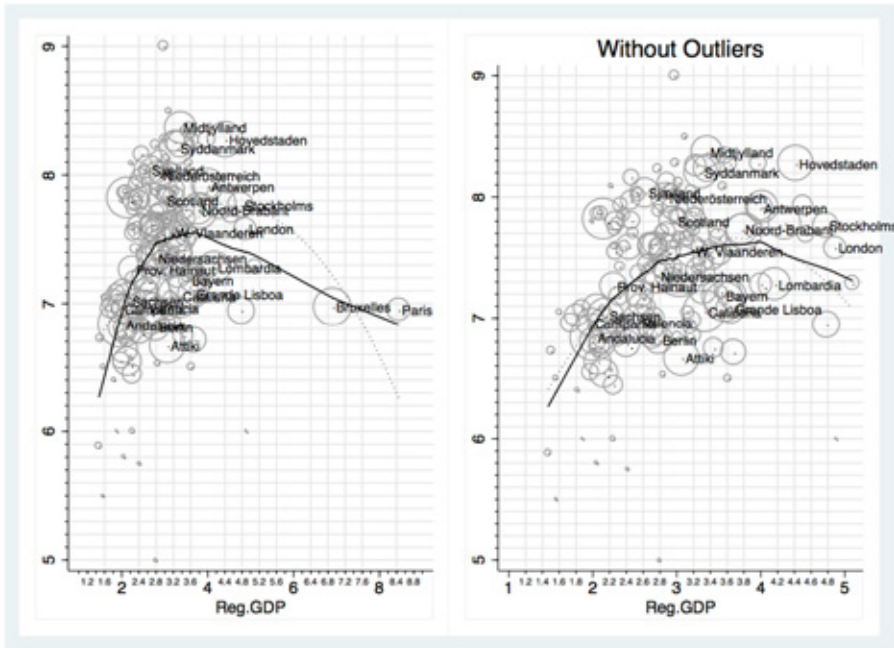 Without Outliers
9
8
7
6
5
Midtjylland
Hovedstaden
Syddanmark
Sjælland
Niederösterreich
Antwerpen
Scotland
Stockholms
Noord-Brabant
London
W. Vlaanderen
Niedersachsen
Lombardia
Prov. Hainaut
Bayern
Grande Lisboa
Bruxelles
Paris
Sachsen
Andalucia
Berlin
Attiki
1.2 1.6 2 2.4 2.8 3.2 3.6 4 4.4 4.8 5.2 5.6 6 6.4 6.8 7.2 7.6 8 8.4 8.8
Reg.GDP
9
8
7
6
5
Midtjylland
Hovedstaden
Syddanmark
Sjælland
Niederösterreich
Antwerpen
Scotland
Stockholms
Noord-Brabant
London
W. Vlaanderen
Niedersachsen
Lombardia
Prov. Hainaut
Bayern
Grande Lisboa
Cataluña
Sachsen
Valencia
Campania
Andalucia
Berlin
Attiki
1 1.4 1.6 1.8 2 2.2 2.4 2.6 2.8 3 3.2 3.4 3.6 3.8 4 4.2 4.4 4.6 4.8 5
Reg.GDP